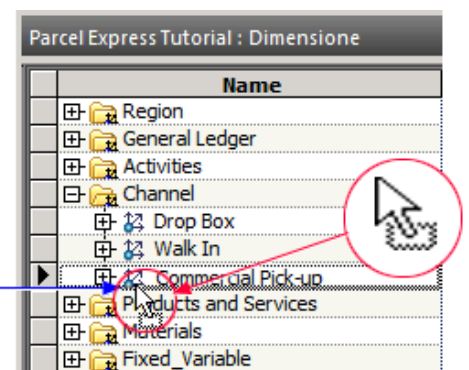 Parcel Express Tutorial : Dimensione
Name
Region
General Ledger
Activities
Channel
Drop Box
Walk In
Commercial Pick-up
Products and Services
Materials
Fixed_Variable